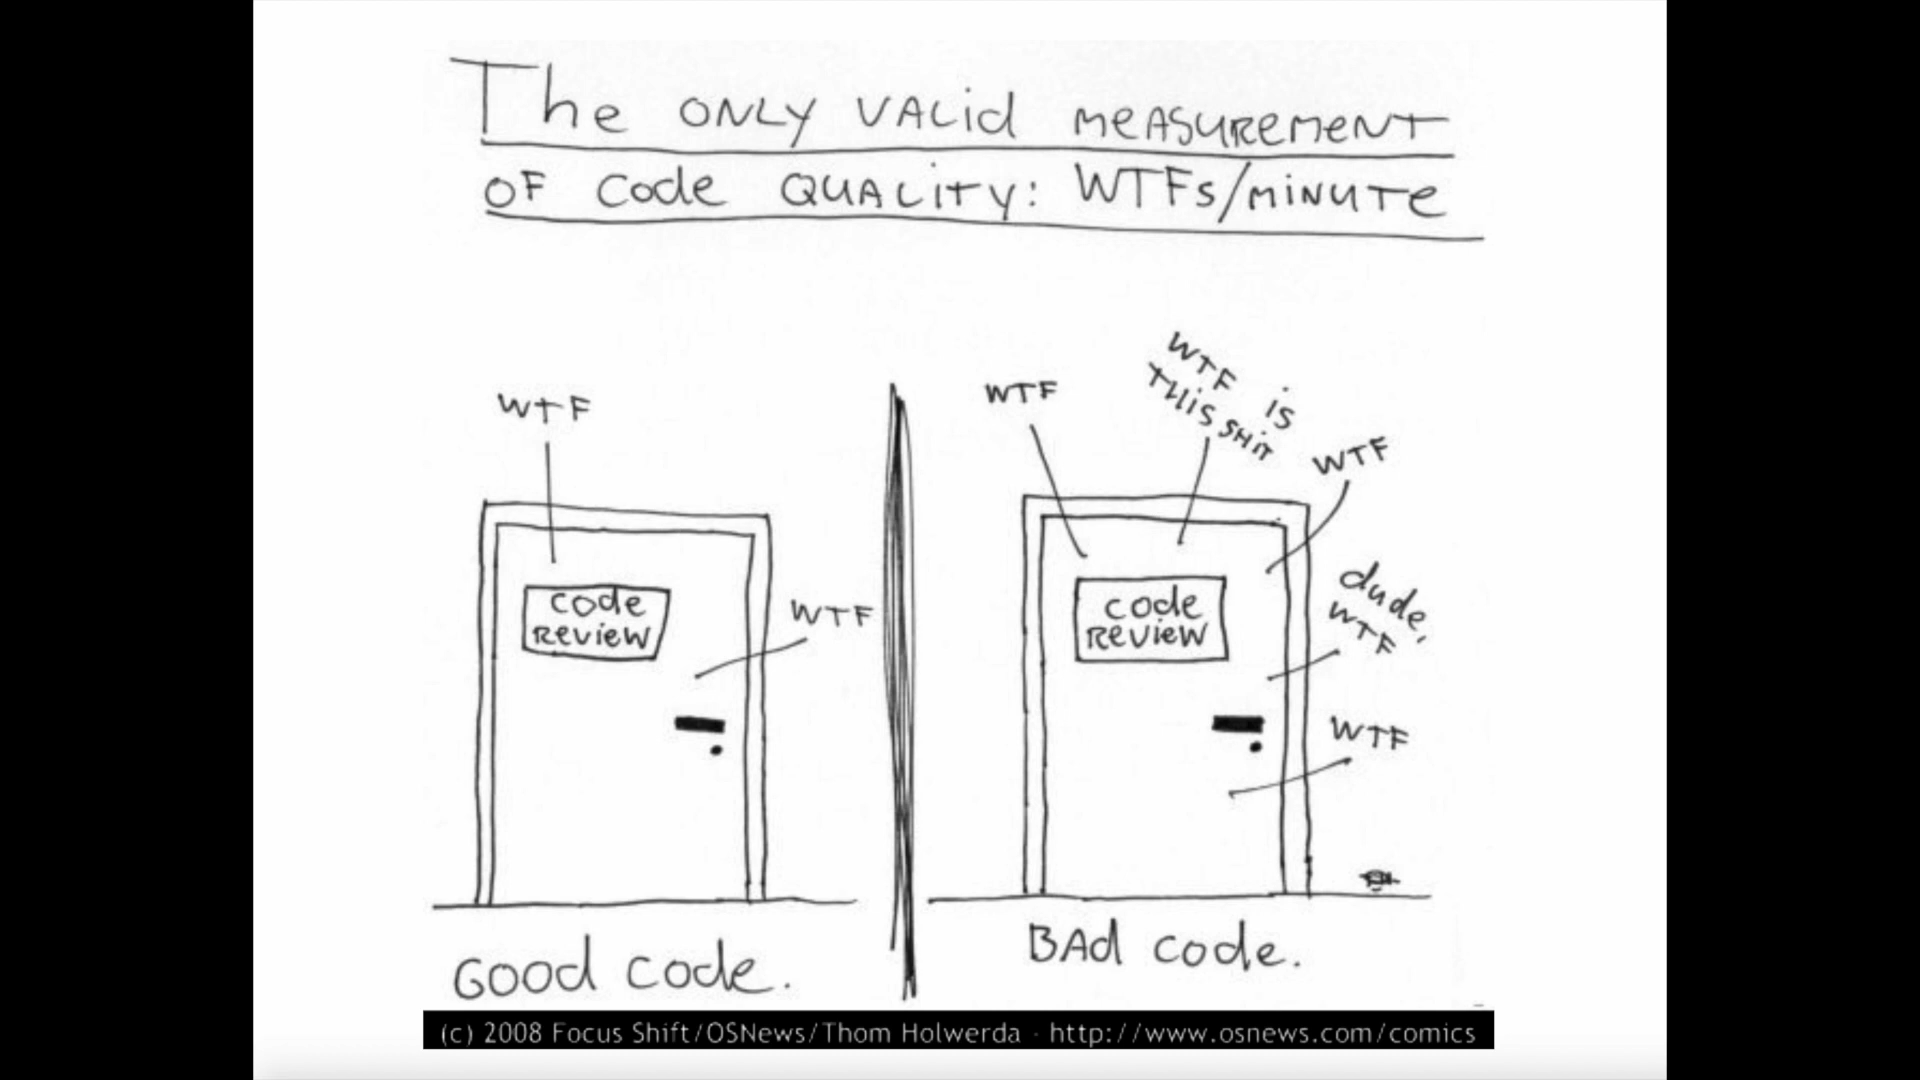 The ONLY VALid meASUREMENT
OF Code QUALITY: WTFs/minute
WTF
WTF
code
Review
Good code.
WTF
WTF is
THis SHiT
WTF
dude,
WTF
WTF
code
Review
BAd code.
(c) 2008 Focus Shift/OSNews/Thom Holwerda - http://www.osnews.com/comics